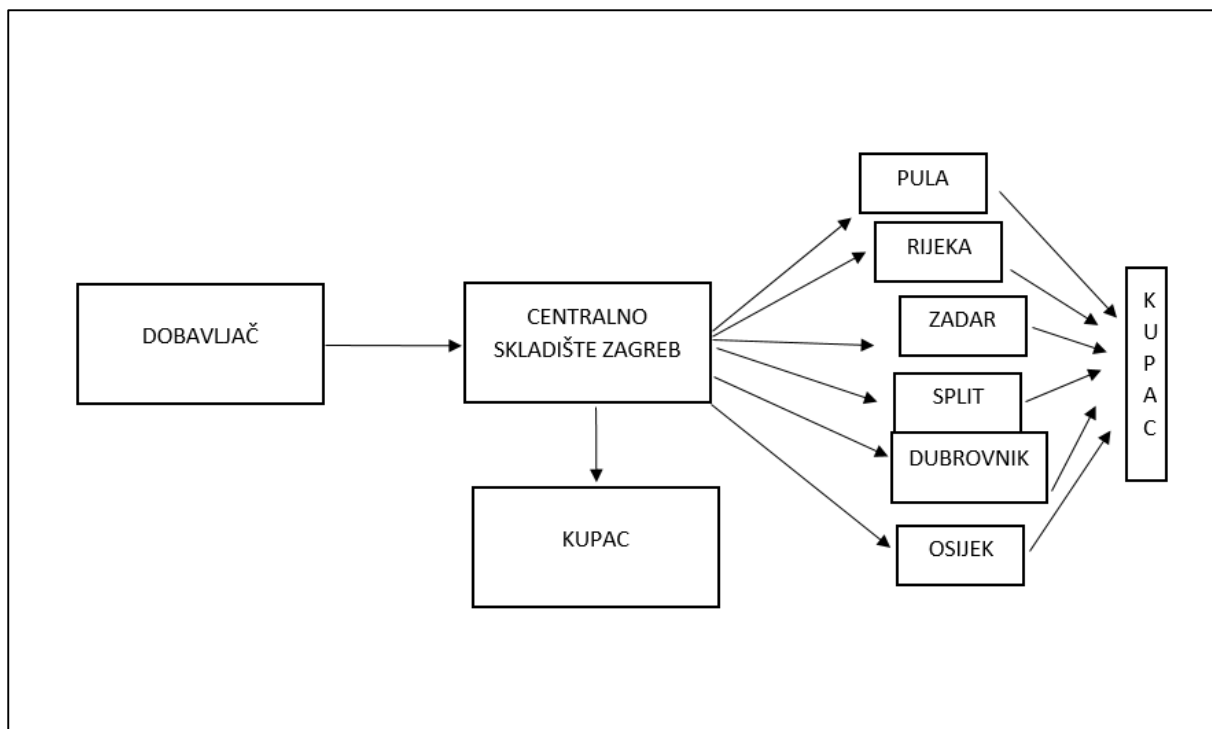 DOBAVLJAČ
CENTRALNO
SKLADIŠTE ZAGREB
KUPAC
PULA
RIJEKA
ZADAR
SPLIT
DUBROVNIK
OSIJEK
K
U
P
A
C